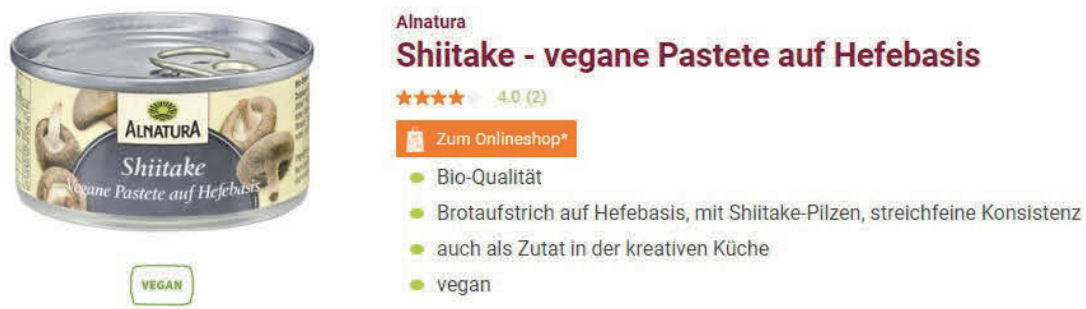 ALNATURA
Shiitake
Vegane Pastete auf Hefebasis
VEGAN
Alnatura
Shiitake - vegane Pastete auf Hefebasis
4.0 (2)
Zum Onlineshop*
Bio-Qualität
Brotaufstrich auf Hefebasis, mit Shiitake-Pilzen, streichfeine Konsistenz
auch als Zutat in der kreativen Küche
vegan